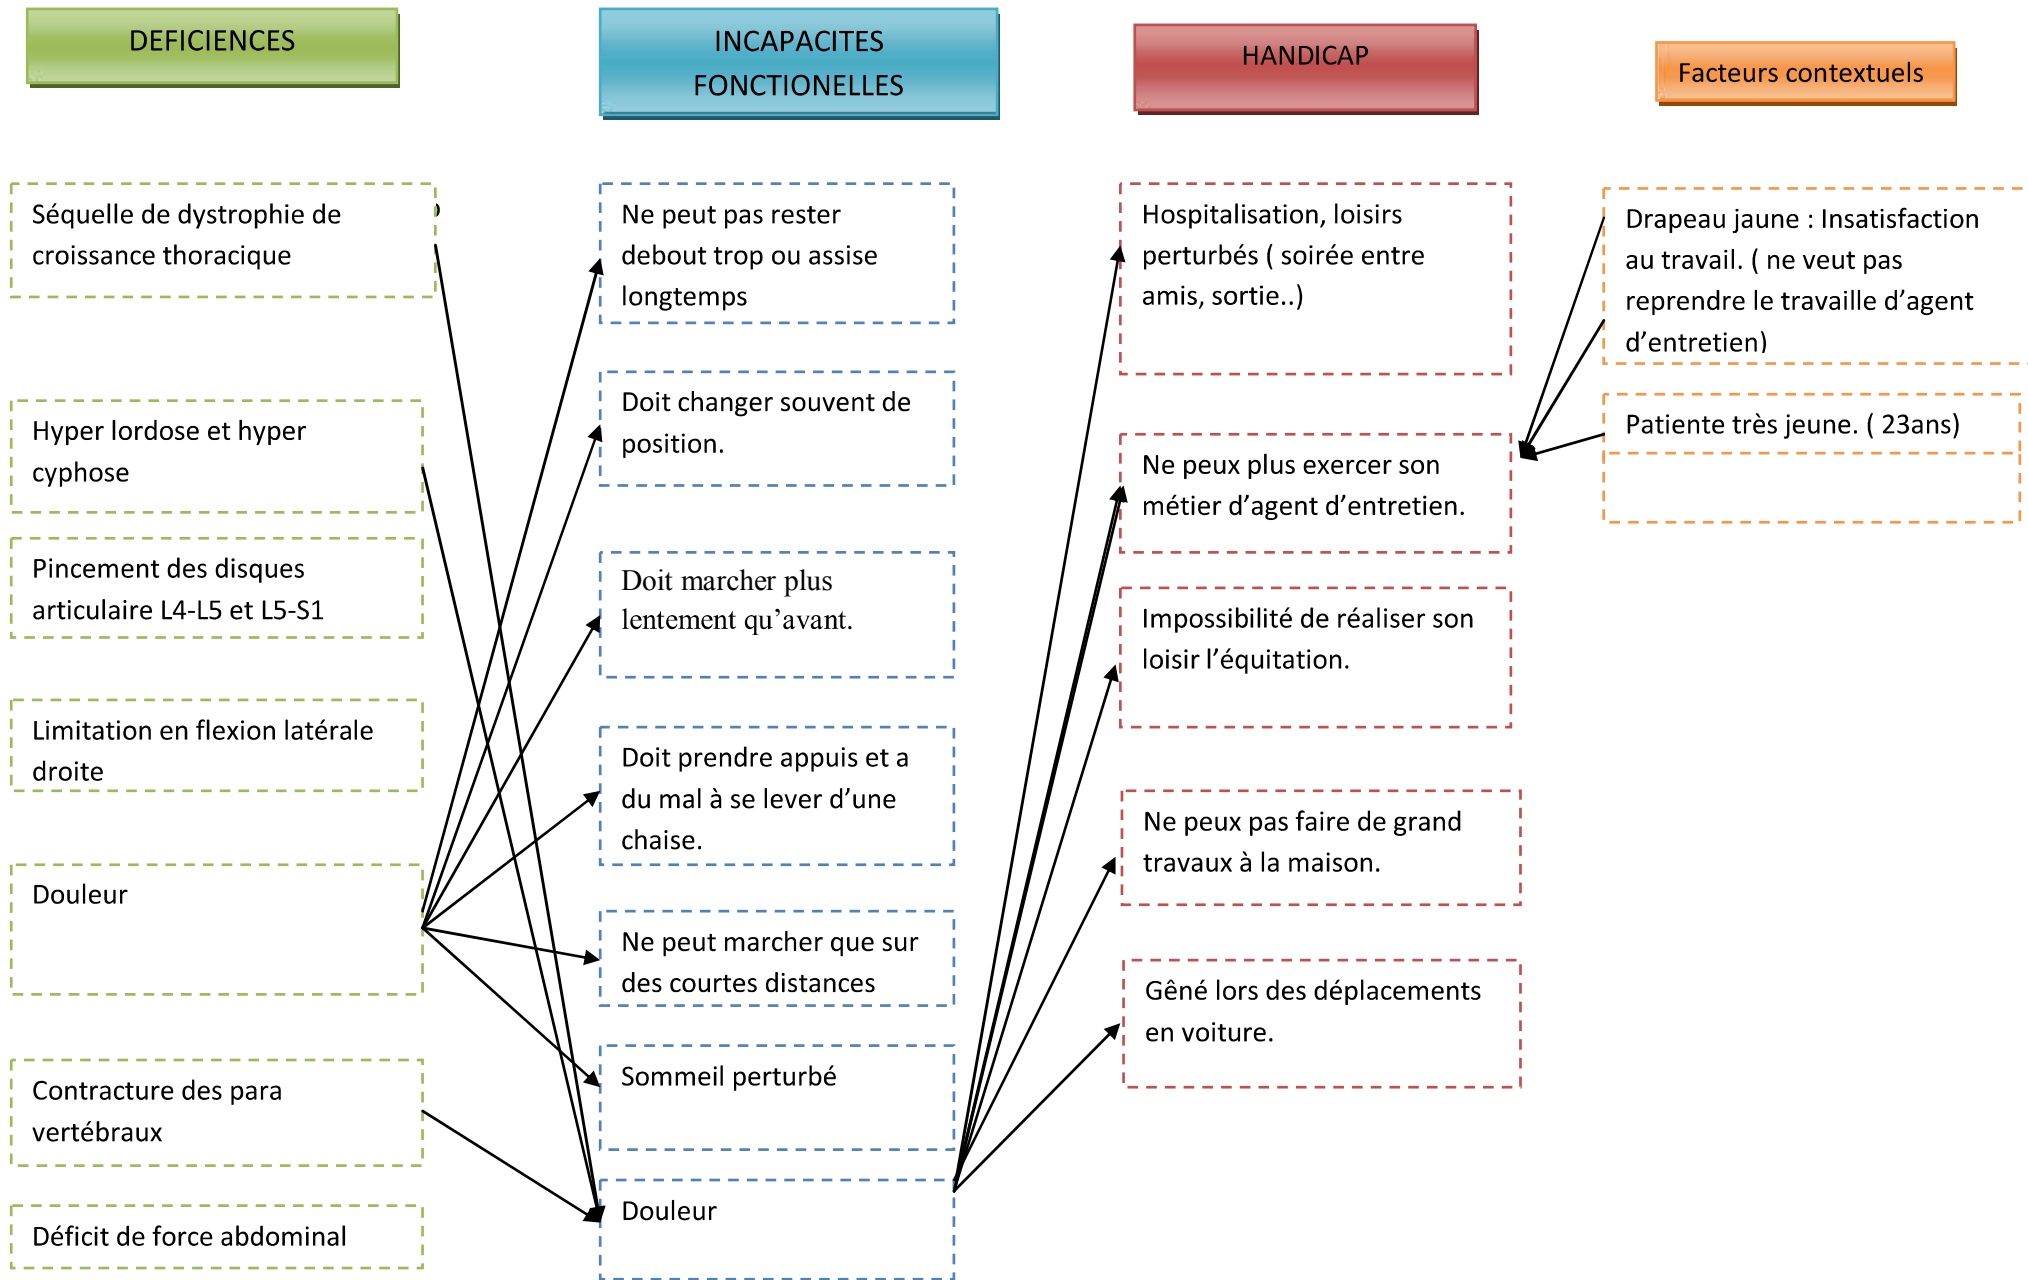 DEFICIENCES
INCAPACITES
FONCTIONELLES
HANDICAP
Facteurs contextuels
Séquelle de dystrophie de
croissance thoracique
Hyper lordose et hyper
cyphose
Pincement des disques
articulaire L4-L5 et L5-S1
Limitation en flexion latérale
droite
Douleur
Contracture des para
vertébraux
Déficit de force abdominal
Ne peut pas rester
debout trop ou assise
longtemps
Doit changer souvent de
position.
Doit marcher plus
lentement qu’avant.
Doit prendre appuis et a
du mal à se lever d’une
chaise.
Ne peut marcher que sur
des courtes distances
Sommeil perturbé
Douleur
Hospitalisation, loisirs
perturbés ( soirée entre
amis, sortie..)
Ne peux plus exercer son
métier d’agent d’entretien.
Impossibilité de réaliser son
loisir l’équitation.
Ne peux pas faire de grand
travaux à la maison.
Gêné lors des déplacements
en voiture.
Drapeau jaune : Insatisfaction
au travail. ( ne veut pas
reprendre le travaille d’agent
d’entretien)
Patiente très jeune. ( 23ans)